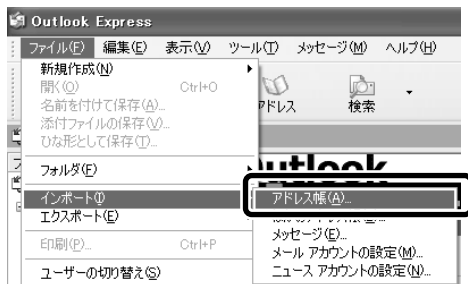 Outlook Express
ファイル(F) 編集(E) 表示(V) ツール(T) メッセージ(M) ヘルプ(H)
新規作成(N)
開く(O) Ctrl+O
名前を付けて保存(A)...
添付ファイルの保存(V)...
ひな形として保存(T)...
ドレス 検索
フォルダ(F)
Outlook
インポート(I)
アドレス帳(A)...
エクスポート(E)
メッセージ(E)...
印刷(P)... Ctrl+P
メール アカウントの設定(M)...
ユーザーの切り替え(S)
ニュース アカウントの設定(N)...